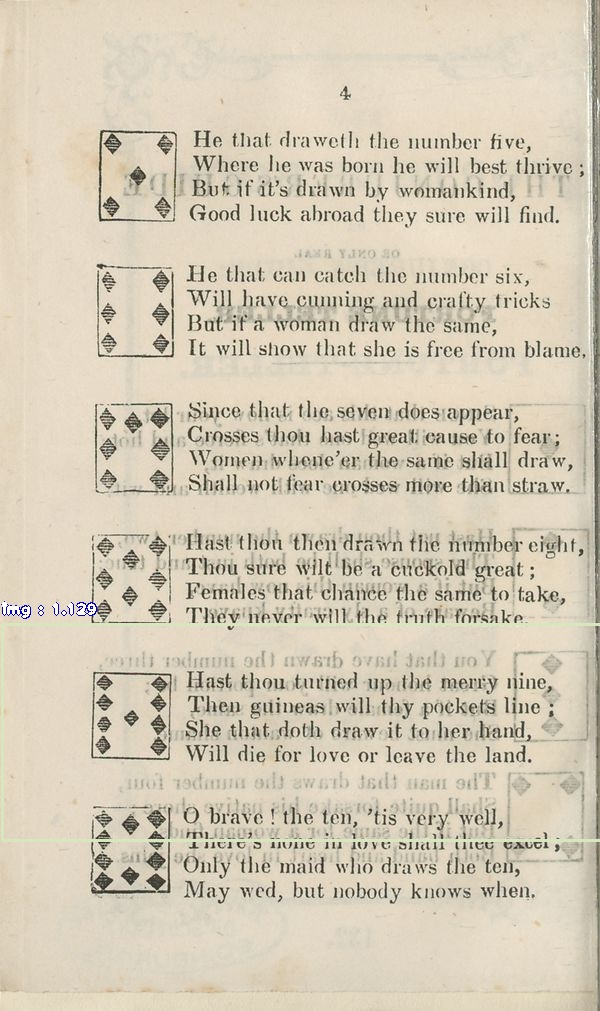 4
He that draweth the number five,
Where he was born he will best thrive ;
But if it's drawn by womankind,
Good luck abroad they sure will find.
He that can catch the number six,
Will have cunning and crafty tricks
But if a woman draw the same,
It will show that she is free from blame.
Since that the seven does appear,
Crosses thou hast great cause to fear;
Women whene'er the same shall draw,
Shall not fear crosses more than straw.
Hast thou then drawn the number eight,
Thou sure wilt be a cuckold great ;
Females that chance the same to take,
They never will the truth forsake
img : 1.129
Hast thou turned up the merry nine,
Then guineas will thy pockets line ;
She that doth draw it to her hand,
Will die for love or leave the land.
O brave ! the ten, 'tis very well,
There's none in love shall thee excel ;
Only the maid who draws the ten,
May wed, but nobody knows when.